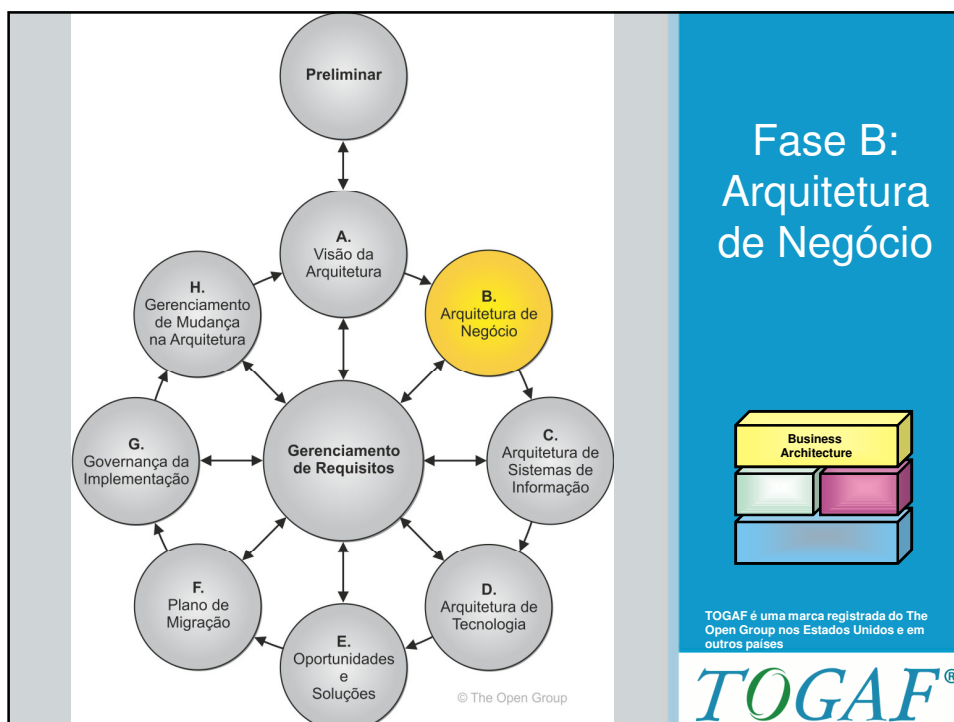 Preliminar
A.
Visão da
Arquitetura
B.
Arquitetura de
Negócio
C.
Arquitetura de
Sistemas de
Informação
D.
Arquitetura de
Tecnologia
E.
Oportunidades
e
Soluções
F.
Plano de
Migração
G.
Governança da
Implementação
H.
Gerenciamento
de Mudança
na Arquitetura
Gerenciamento
de Requisitos
© The Open Group
Fase B:
Arquitetura
de Negócio
Business
Architecture
TOGAF é uma marca registrada do The
Open Group nos Estados Unidos e em
outros países
TOGAF®